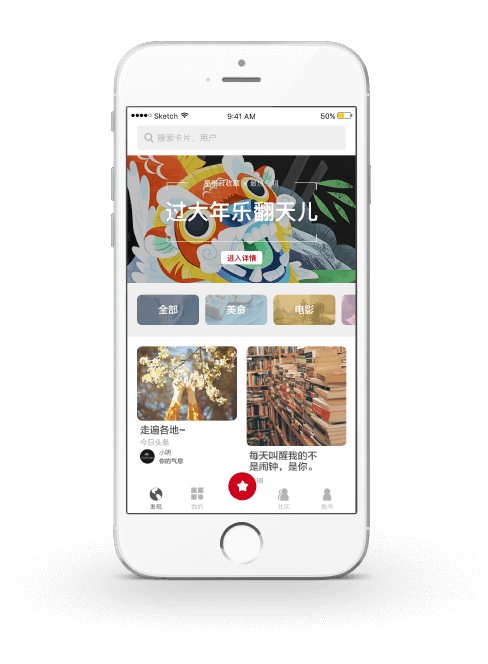 Sketch
9:41 AM
50%
搜索卡片、用户
过大年乐翻天儿
进入详情
全部
美食
电影
走遍各地~
今日头条
小明
你的气息
每天叫醒我的不
是闹钟，是你。
发现
我的
社区
账号